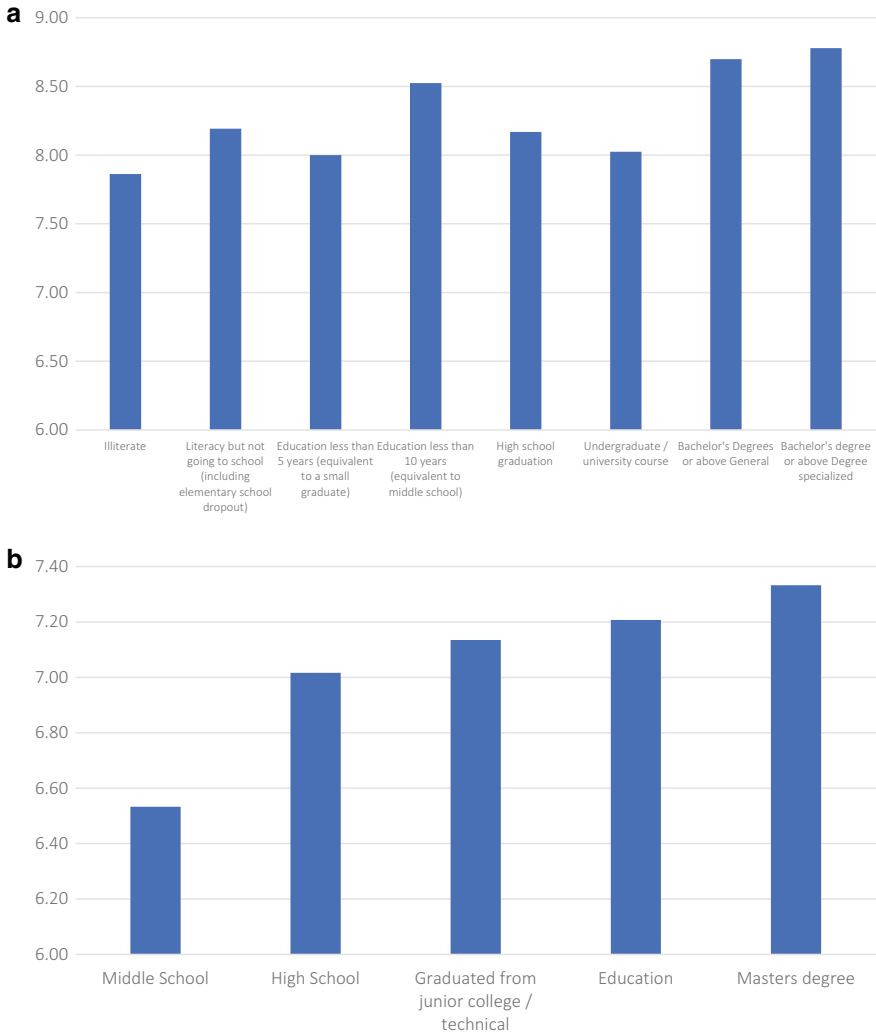 a
9.00
8.50
8.00
7.50
7.00
6.50
6.00
Illiterate
Literacy but not
going to school
(including
elementary school
dropout)
Education less than
5 years (equivalent
to a small
graduate)
Education less than
10 years
(equivalent to
middle school)
High school
graduation
Undergraduate /
university course
Bachelor's Degrees
or above General
Bachelor's degree
or above Degree
specialized
b
7.40
7.20
7.00
6.80
6.60
6.40
6.20
6.00
Middle School
High School
Graduated from
junior college /
technical
Education
Masters degree